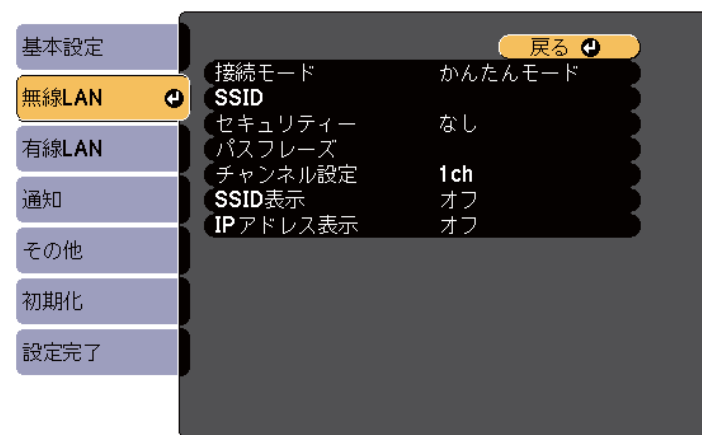 基本設定
無線LAN
有線LAN
通知
その他
初期化
設定完了
戻る
接続モード かんたんモード
SSID
セキュリティー なし
パスフレーズ
チャンネル設定 1ch
SSID表示 オフ
IPアドレス表示 オフ